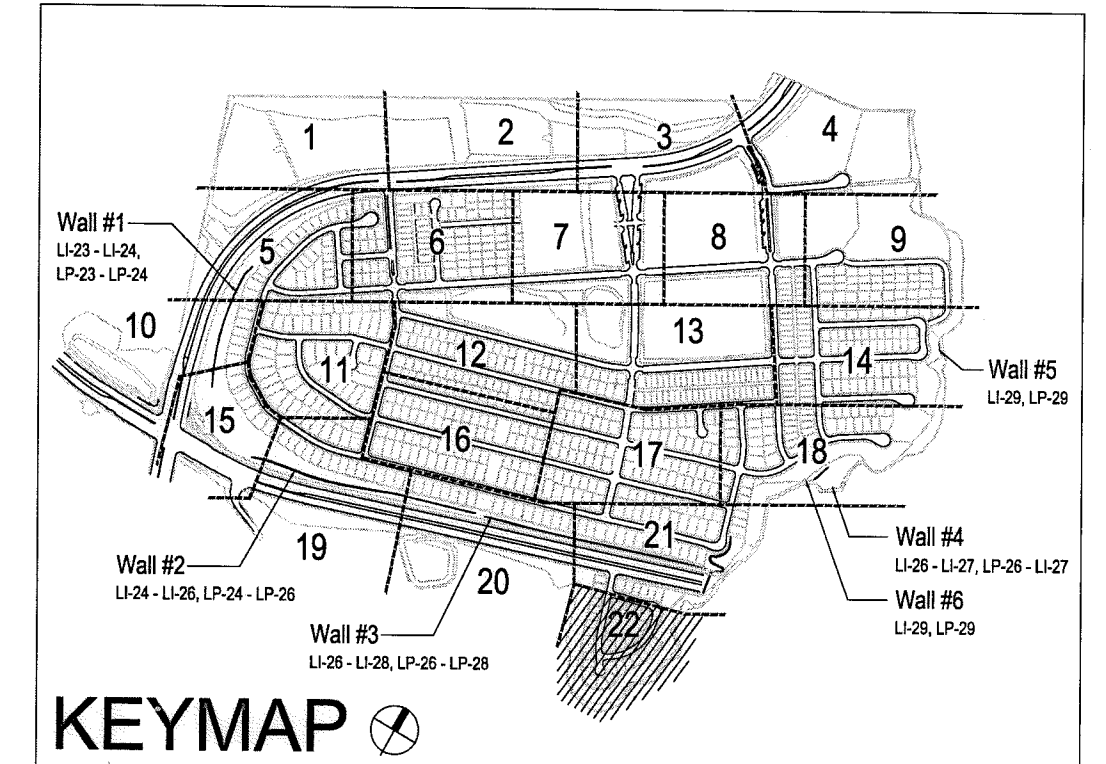 1
2
3
4
Wall #1
LI-23 - LI-24,
LP-23 - LP-24
5
6
7
8
9
10
11
12
13
14
Wall #5
LI-29, LP-29
15
16
17
18
Wall #4
LI-26 - LI-27, LP-26 - LI-27
Wall #6
LI-29, LP-29
Wall #2
LI-24 - LI-26, LP-24 - LP-26
19
20
21
Wall #3
LI-26 - LI-28, LP-26 - LP-28
22
KEYMAP